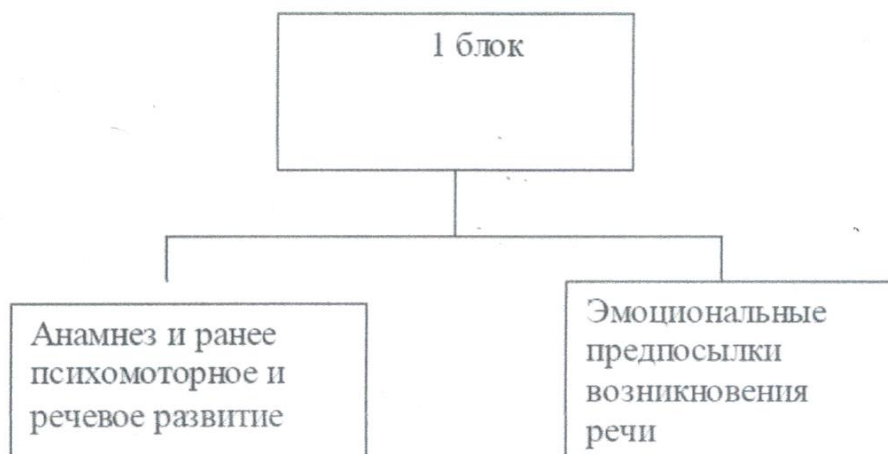 1 блок
Анамнез и ранее
психомоторное и
речевое развитие
Эмоциональные
предпосылки
возникновения
речи